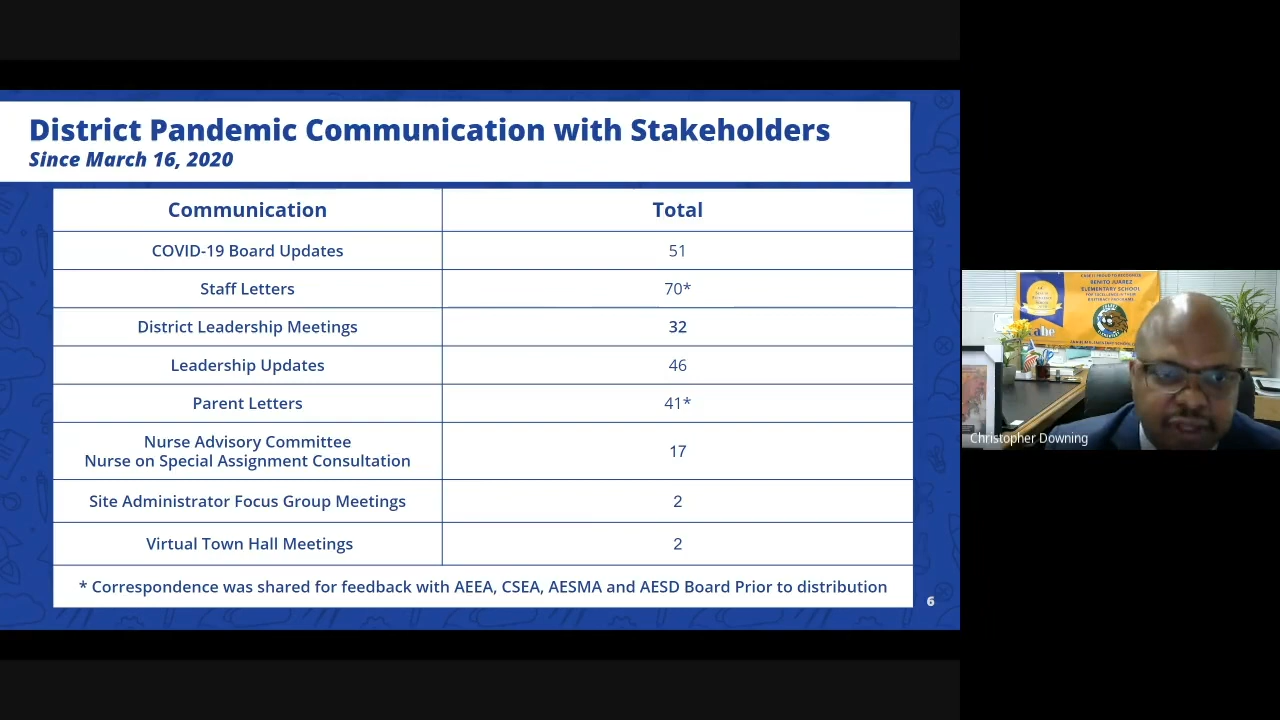 District Pandemic Communication with Stakeholders
Since March 16, 2020
Communication Total
COVID-19 Board Updates 51
Staff Letters 70*
District Leadership Meetings 32
Leadership Updates 46
Parent Letters 41*
Nurse Advisory Committee
Nurse on Special Assignment Consultation 17
Site Administrator Focus Group Meetings 2
Virtual Town Hall Meetings 2
* Correspondence was shared for feedback with AEEA, CSEA, AESMA and AESD Board Prior to distribution
6
BENITO JUAREZ
ELEMENTARY SCHOOL
Christopher Downing